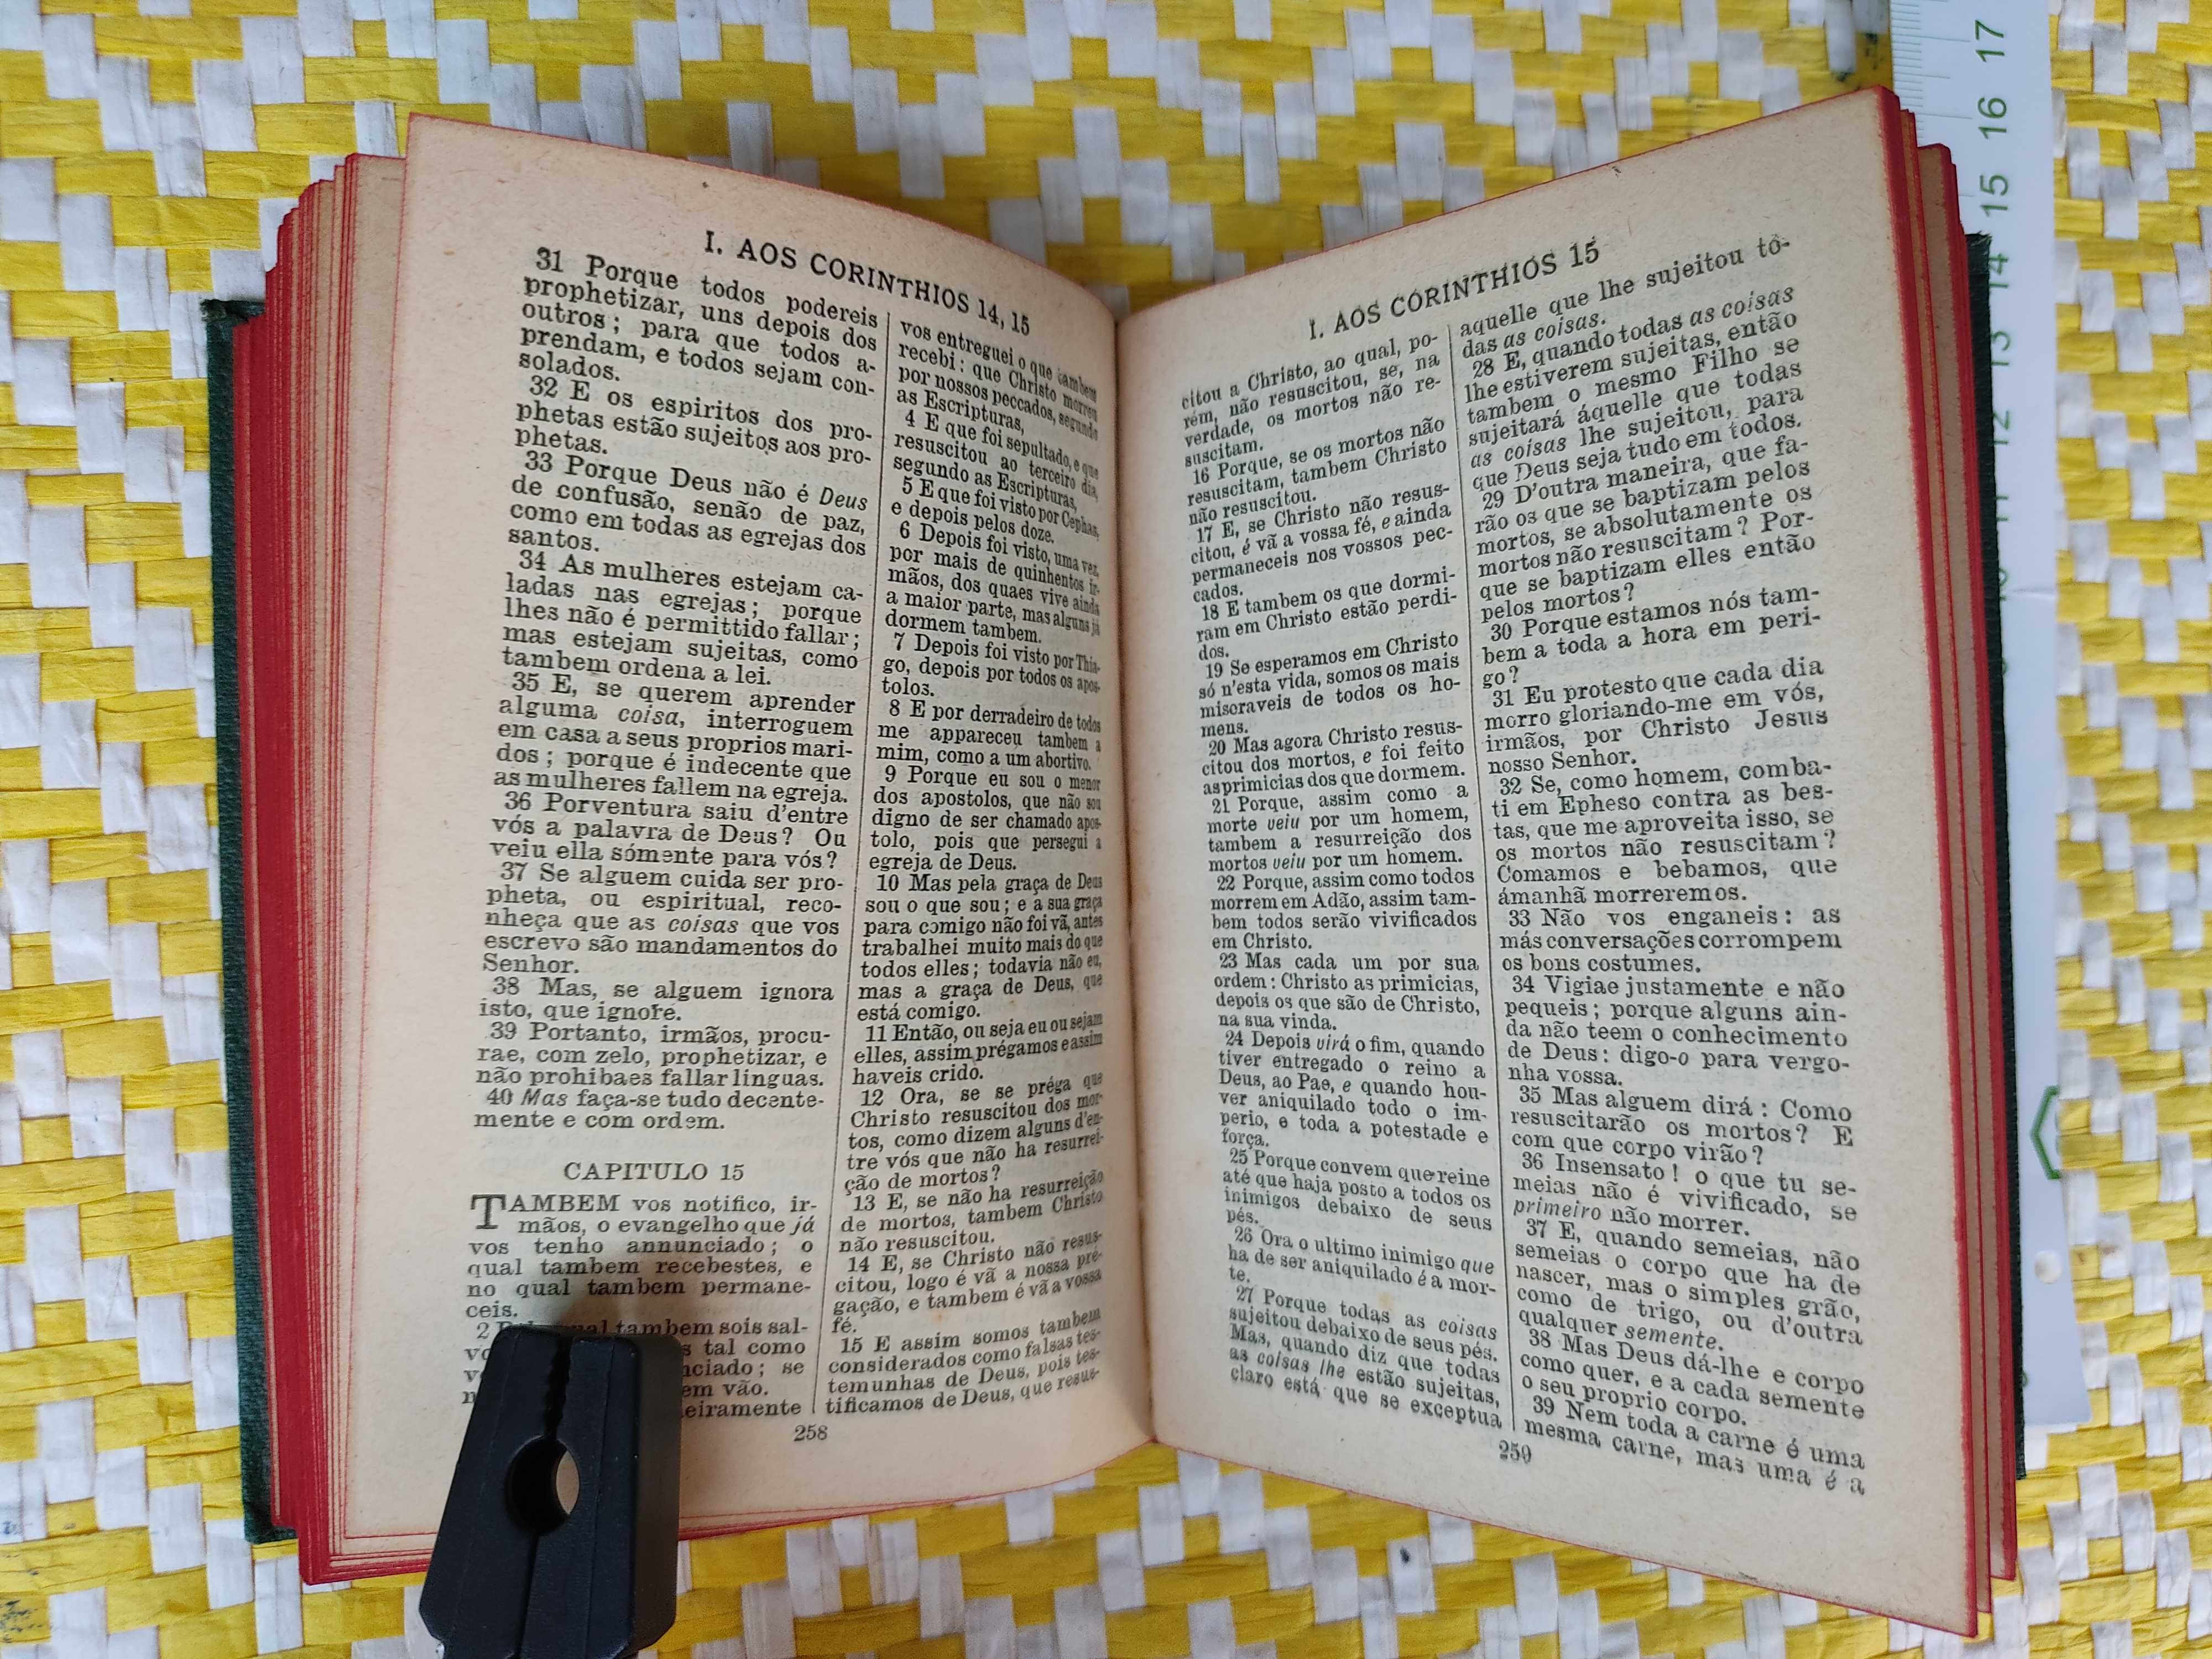 I. AOS CORINTHIOS 14, 15
31 Porque todos podereis
prophetizar, uns depois dos
outros; para que todos a-
prendam, e todos sejam con-
solados.
32 E os espiritos dos pro-
phetas estão sujeitos aos pro-
phetas.
33 Porque Deus não é Deus
de confusão, senão de paz,
como em todas as egrejas dos
santos.
34 As mulheres estejam ca-
ladas nas egrejas; porque
lhes não é permittido fallar;
mas estejam sujeitas, como
tambem ordena a lei.
35 E, se querem aprender
alguma coisa, interroguem
em casa a seus proprios mari-
dos; porque é indecente que
as mulheres fallem na egreja.
36 Porventura saiu d'entre
vós a palavra de Deus? Ou
veiu ella sómente para vós?
37 Se alguem cuida ser pro-
pheta, ou espiritual, reco-
nheça que as coisas que vos
escrevo são mandamentos do
Senhor.
38 Mas, se alguem ignora
isto, que ignore.
39 Portanto, irmãos, procu-
rae, com zelo, prophetizar, e
não prohibaes fallar linguas.
40 Mas faça-se tudo decente-
mente e com ordem.
CAPITULO 15
TAMBEM vos notifico, ir-
mãos, o evangelho que já
vos tenho annunciado; o
qual tambem recebestes, e
no qual tambem permane-
ceis.
2 tambem sois sal-
tal como
se
em vão.
vos entreguei o que tambem
recebi: que Christo morreu
por nossos peccados, segundo
as Escripturas,
4 E que foi sepultado, e que
resuscitou ao terceiro dia,
segundo as Escripturas,
5 E que foi visto por Cephas,
e depois pelos doze.
6 Depois foi visto, uma vez,
por mais de quinhentos ir-
mãos, dos quaes vive ainda
a maior parte, mas alguns já
dormem tambem.
7 Depois foi visto por Thia-
go, depois por todos os apos-
tolos.
8 E por derradeiro de todos
me appareceu tambem a
mim, como a um abortivo.
9 Porque eu sou o menor
dos apostolos, que não sou
digno de ser chamado apos-
tolo, pois que persegui a
egreja de Deus.
10 Mas pela graça de Deus
sou o que sou; e a sua graça
para comigo não foi vã, antes
trabalhei muito mais do que
todos elles; todavia não eu,
mas a graça de Deus, que
está comigo.
11 Então, ou seja eu ou sejam
elles, assim prégamos e assim
haveis crido.
12 Ora, se se préga que
Christo resuscitou dos mor-
tos, como dizem alguns d'en-
tre vós que não ha resurrei-
ção de mortos?
13 E, se não ha resurreição
de mortos, tambem Christo
não resuscitou.
14 E, se Christo não resus-
citou, logo é vã a nossa pré-
gação, e tambem é vã a vossa
fé.
15 E assim somos tambem
considerados como falsas tes-
temunhas de Deus, pois tes-
tificamos de Deus, que resus-
258
I. AOS CORINTHIOS 15
citou a Christo, ao qual, po-
rém, não resuscitou, se, na
verdade, os mortos não re-
suscitam.
16 Porque, se os mortos não
resuscitam, tambem Christo
não resuscitou.
17 E, se Christo não resus-
citou, é vã a vossa fé, e ainda
permaneceis nos vossos pec-
cados.
18 E tambem os que dormi-
ram em Christo estão perdi-
dos.
19 Se esperamos em Christo
só n'esta vida, somos os mais
miseraveis de todos os ho-
mens.
20 Mas agora Christo resus-
citou dos mortos, e foi feito
as primicias dos que dormem.
21 Porque, assim como a
morte veiu por um homem,
tambem a resurreição dos
mortos veiu por um homem.
22 Porque, assim como todos
morrem em Adão, assim tam-
bem todos serão vivificados
em Christo.
23 Mas cada um por sua
ordem: Christo as primicias,
depois os que são de Christo,
na sua vinda.
24 Depois virá o fim, quando
tiver entregado o reino a
Deus, ao Pae, e quando hou-
ver aniquilado todo o im-
perio, e toda a potestade e
força.
25 Porque convem que reine
até que haja posto a todos os
inimigos debaixo de seus
pés.
26 Ora o ultimo inimigo que
ha de ser aniquilado é a mor-
te.
27 Porque todas as coisas
sujeitou debaixo de seus pés.
Mas, quando diz que todas
as coisas lhe estão sujeitas,
claro está que se exceptua
aquelle que lhe sujeitou to-
das as coisas.
28 E, quando todas as coisas
lhe estiverem sujeitas, então
tambem o mesmo Filho se
sujeitará áquelle que todas
as coisas lhe sujeitou, para
que Deus seja tudo em todos.
29 D'outra maneira, que fa-
rão os que se baptizam pelos
mortos, se absolutamente os
mortos não resuscitam? Por-
que se baptizam elles então
pelos mortos?
30 Porque estamos nós tam-
bem a toda a hora em peri-
go?
31 Eu protesto que cada dia
morro gloriando-me em vós,
irmãos, por Christo Jesus
nosso Senhor.
32 Se, como homem, comba-
ti em Epheso contra as bes-
tas, que me aproveita isso, se
os mortos não resuscitam?
Comamos e bebamos, que
ámanhã morreremos.
33 Não vos enganeis: as
más conversações corrompem
os bons costumes.
34 Vigiae justamente e não
pequeis; porque alguns ain-
da não teem o conhecimento
de Deus: digo-o para vergo-
nha vossa.
35 Mas alguem dirá: Como
resuscitarão os mortos? E
com que corpo virão?
36 Insensato! o que tu se-
meias não é vivificado, se
primeiro não morrer.
37 E, quando semeias, não
semeias o corpo que ha de
nascer, mas o simples grão,
como de trigo, ou d'outra
qualquer semente.
38 Mas Deus dá-lhe o corpo
como quer, e a cada semente
o seu proprio corpo.
39 Nem toda a carne é uma
mesma carne, mas uma é a
259
17
16
15
14
13
12